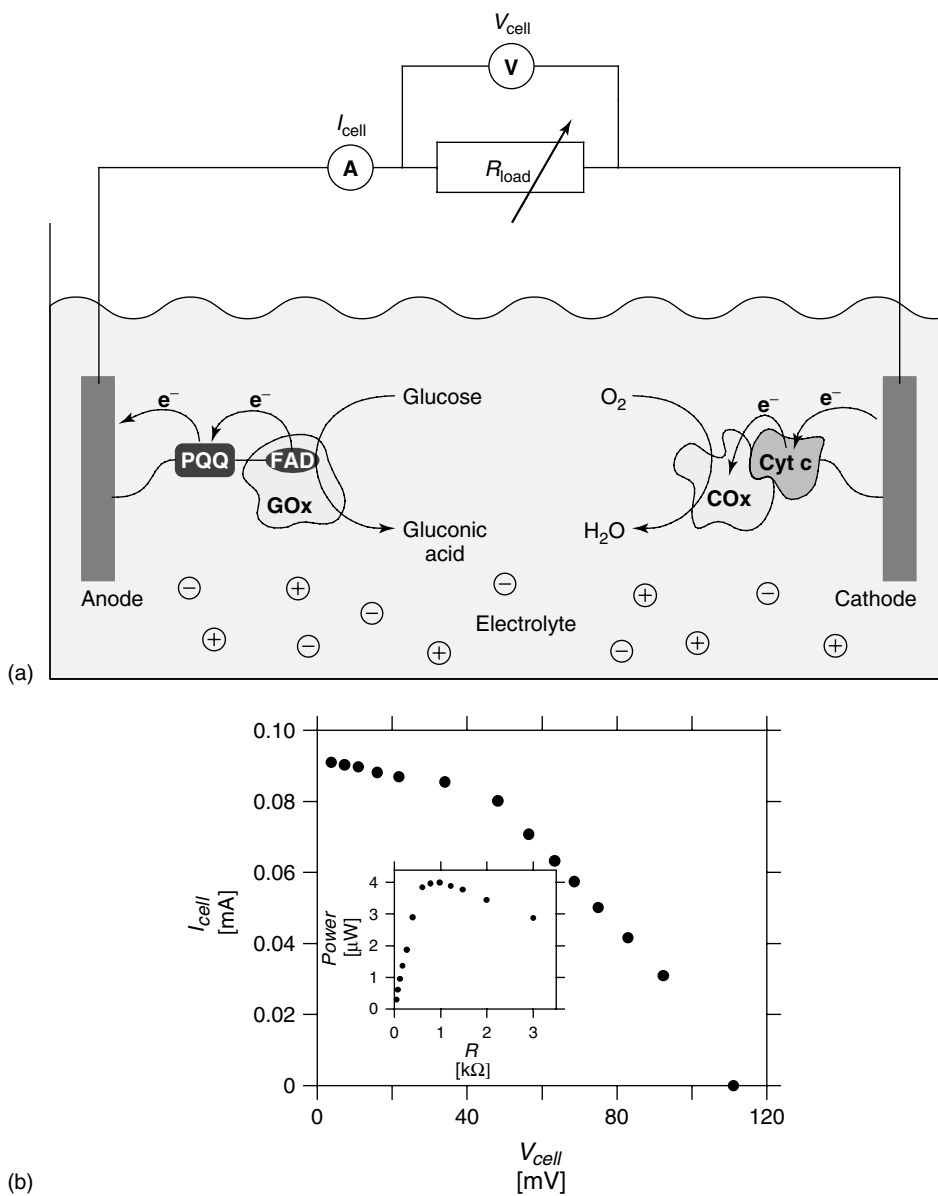 V_cell
V
I_cell
A
R_load
e⁻
e⁻
Glucose
O₂
e⁻
e⁻
PQQ
FAD
Cyt c
GOx
COx
Gluconic
acid
H₂O
Anode
Cathode
− + − − + − + − − + − + +
Electrolyte
(a)
0.10
0.08
0.06
0.04
0.02
0
I_cell
[mA]
4
3
2
1
0
Power
[µW]
0 1 2 3
R
[kΩ]
0 40 80 120
V_cell
[mV]
(b)